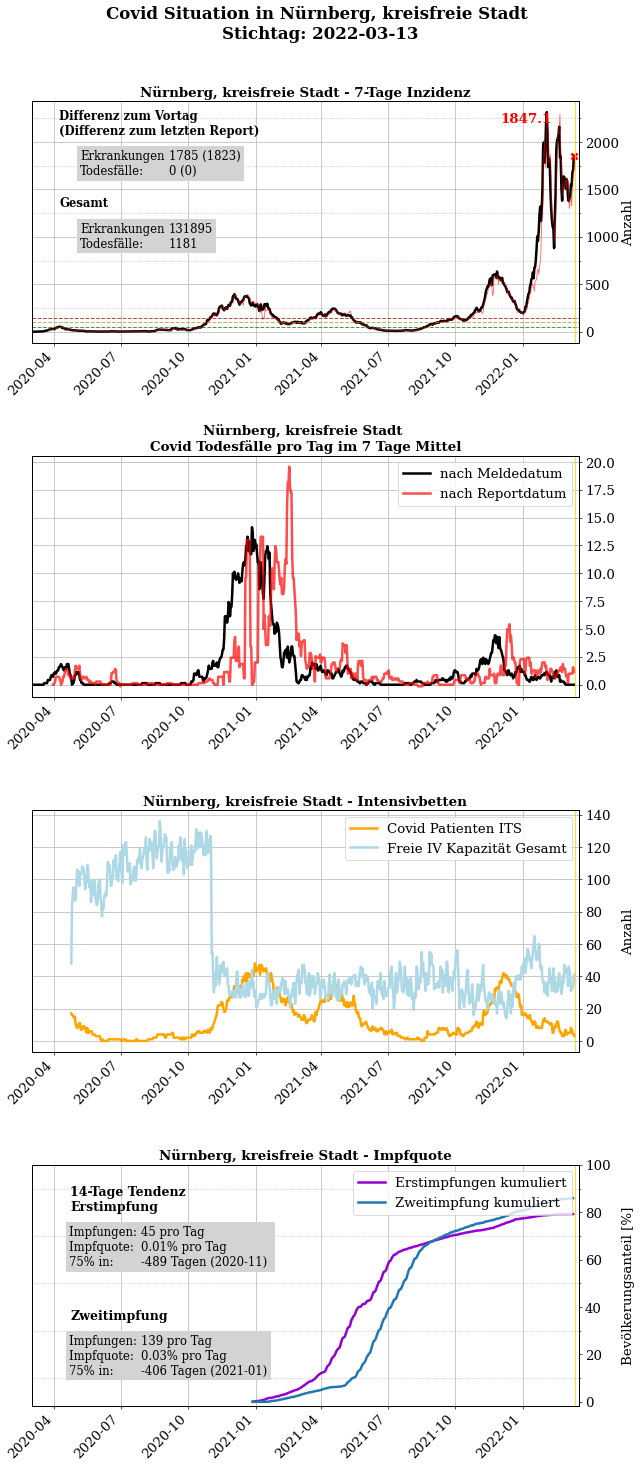 Covid Situation in Nürnberg, kreisfreie Stadt
Stichtag: 2022-03-13
Nürnberg, kreisfreie Stadt - 7-Tage Inzidenz
Differenz zum Vortag
(Differenz zum letzten Report)
Erkrankungen 1785 (1823)
Todesfälle: 0 (0)
Gesamt
Erkrankungen 131895
Todesfälle: 1181
1847.1
2000
1500
1000
500
0
Anzahl
2020-04
2020-07
2020-10
2021-01
2021-04
2021-07
2021-10
2022-01
Nürnberg, kreisfreie Stadt
Covid Todesfälle pro Tag im 7 Tage Mittel
nach Meldedatum
nach Reportdatum
20.0
17.5
15.0
12.5
10.0
7.5
5.0
2.5
0.0
2020-04
2020-07
2020-10
2021-01
2021-04
2021-07
2021-10
2022-01
Nürnberg, kreisfreie Stadt - Intensivbetten
Covid Patienten ITS
Freie IV Kapazität Gesamt
140
120
100
80
60
40
20
0
Anzahl
2020-04
2020-07
2020-10
2021-01
2021-04
2021-07
2021-10
2022-01
Nürnberg, kreisfreie Stadt - Impfquote
Erstimpfungen kumuliert
Zweitimpfung kumuliert
14-Tage Tendenz
Erstimpfung
Impfungen: 45 pro Tag
Impfquote: 0.01% pro Tag
75% in: -489 Tagen (2020-11)
Zweitimpfung
Impfungen: 139 pro Tag
Impfquote: 0.03% pro Tag
75% in: -406 Tagen (2021-01)
100
80
60
40
20
0
Bevölkerungsanteil [%]
2020-04
2020-07
2020-10
2021-01
2021-04
2021-07
2021-10
2022-01